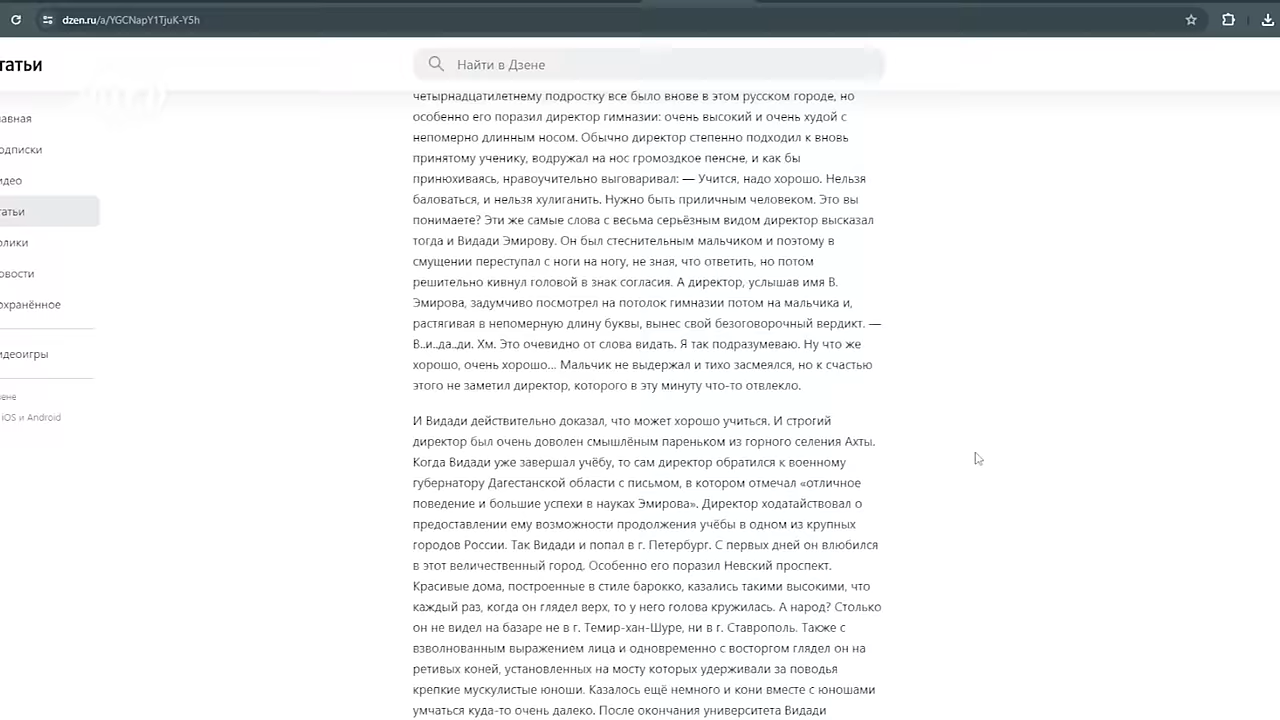 dzen.ru/a/YGCNapY1TjuK-Y5h
татьи
Найти в Дзене
лавная
одписки
идео
татьи
олики
овости
охранённое
идеоигры
зене
iOS и Android
четырнадцатилетнему подростку все было внове в этом русском городе, но
особенно его поразил директор гимназии: очень высокий и очень худой с
непомерно длинным носом. Обычно директор степенно подходил к вновь
принятому ученику, водружал на нос громоздкое пенсне, и как бы
принюхиваясь, нравоучительно выговаривал: — Учится, надо хорошо. Нельзя
баловаться, и нельзя хулиганить. Нужно быть приличным человеком. Это вы
понимаете? Эти же самые слова с весьма серьёзным видом директор высказал
тогда и Видади Эмирову. Он был стеснительным мальчиком и поэтому в
смущении переступал с ноги на ногу, не зная, что ответить, но потом
решительно кивнул головой в знак согласия. А директор, услышав имя В.
Эмирова, задумчиво посмотрел на потолок гимназии потом на мальчика и,
растягивая в непомерную длину буквы, вынес свой безоговорочный вердикт. —
В..и..да..ди. Хм. Это очевидно от слова видать. Я так подразумеваю. Ну что же
хорошо, очень хорошо… Мальчик не выдержал и тихо засмеялся, но к счастью
этого не заметил директор, которого в эту минуту что-то отвлекло.
И Видади действительно доказал, что может хорошо учиться. И строгий
директор был очень доволен смышлёным пареньком из горного селения Ахты.
Когда Видади уже завершал учёбу, то сам директор обратился к военному
губернатору Дагестанской области с письмом, в котором отмечал «отличное
поведение и большие успехи в науках Эмирова». Директор ходатайствовал о
предоставлении ему возможности продолжения учёбы в одном из крупных
городов России. Так Видади и попал в г. Петербург. С первых дней он влюбился
в этот величественный город. Особенно его поразил Невский проспект.
Красивые дома, построенные в стиле барокко, казались такими высокими, что
каждый раз, когда он глядел верх, то у него голова кружилась. А народ? Столько
он не видел на базаре не в г. Темир-хан-Шуре, ни в г. Ставрополь. Также с
взволнованным выражением лица и одновременно с восторгом глядел он на
ретивых коней, установленных на мосту которых удерживали за поводья
крепкие мускулистые юноши. Казалось ещё немного и кони вместе с юношами
умчаться куда-то очень далеко. После окончания университета Видади